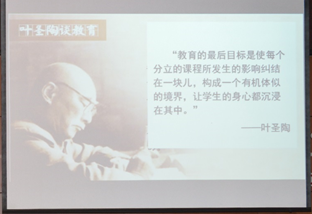 叶圣陶谈教育
“教育的最后目标是使每个
分立的课程所发生的影响纠结
在一块儿，构成一个有机体似
的境界，让学生的身心都沉浸
在其中。”
——叶圣陶